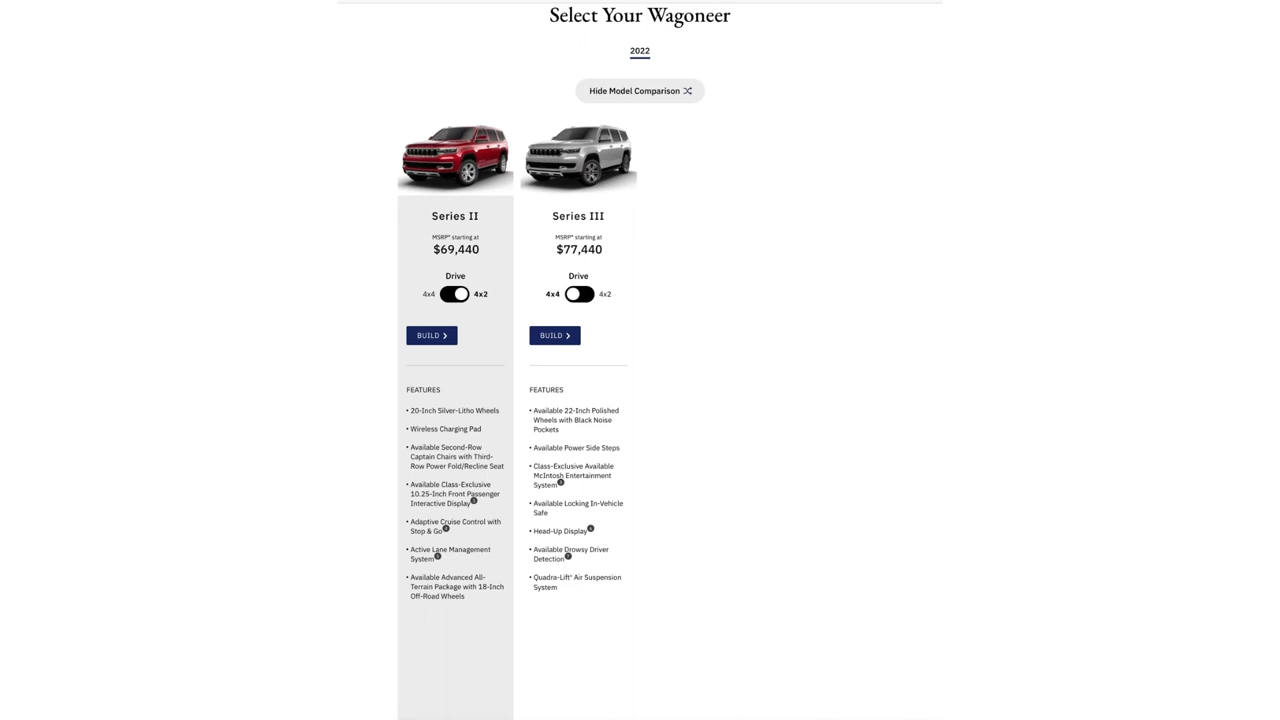 Select Your Wagoneer
2022
Hide Model Comparison
Series II
MSRP* starting at
$69,440
Drive
4x4 4x2
BUILD
FEATURES
• 20-Inch Silver-Litho Wheels
• Wireless Charging Pad
• Available Second-Row
Captain Chairs with Third-
Row Power Fold/Recline Seat
• Available Class-Exclusive
10.25-Inch Front Passenger
Interactive Display
• Adaptive Cruise Control with
Stop & Go
• Active Lane Management
System
• Available Advanced All-
Terrain Package with 18-Inch
Off-Road Wheels
Series III
MSRP* starting at
$77,440
Drive
4x4 4x2
BUILD
FEATURES
• Available 22-Inch Polished
Wheels with Black Noise
Pockets
• Available Power Side Steps
• Class-Exclusive Available
McIntosh Entertainment
System
• Available Locking In-Vehicle
Safe
• Head-Up Display
• Available Drowsy Driver
Detection
• Quadra-Lift® Air Suspension
System